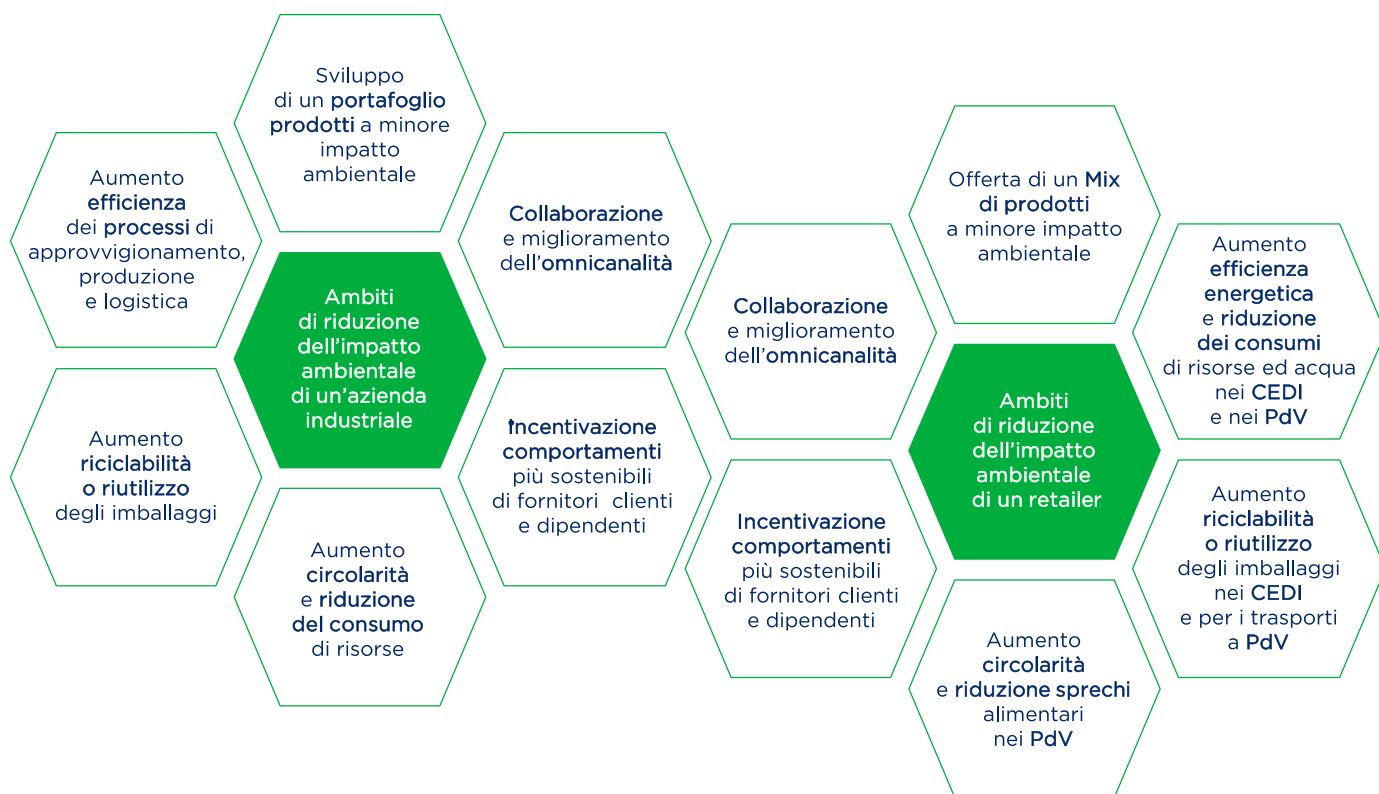 Sviluppo
di un portafoglio
prodotti a minore
impatto
ambientale
Aumento
efficienza
dei processi di
approvvigionamento,
produzione
e logistica
Collaborazione
e miglioramento
dell'omnicanalità
Ambiti
di riduzione
dell'impatto
ambientale
di un'azienda
industriale
Aumento
riciclabilità
o riutilizzo
degli imballaggi
Incentivazione
comportamenti
più sostenibili
di fornitori clienti
e dipendenti
Aumento
circolarità
e riduzione
del consumo
di risorse
Offerta di un Mix
di prodotti
a minore impatto
ambientale
Collaborazione
e miglioramento
dell'omnicanalità
Aumento
efficienza
energetica
e riduzione
dei consumi
di risorse ed acqua
nei CEDI
e nei PdV
Ambiti
di riduzione
dell'impatto
ambientale
di un retailer
Incentivazione
comportamenti
più sostenibili
di fornitori clienti
e dipendenti
Aumento
riciclabilità
o riutilizzo
degli imballaggi
nei CEDI
e per i trasporti
a PdV
Aumento
circolarità
e riduzione sprechi
alimentari
nei PdV